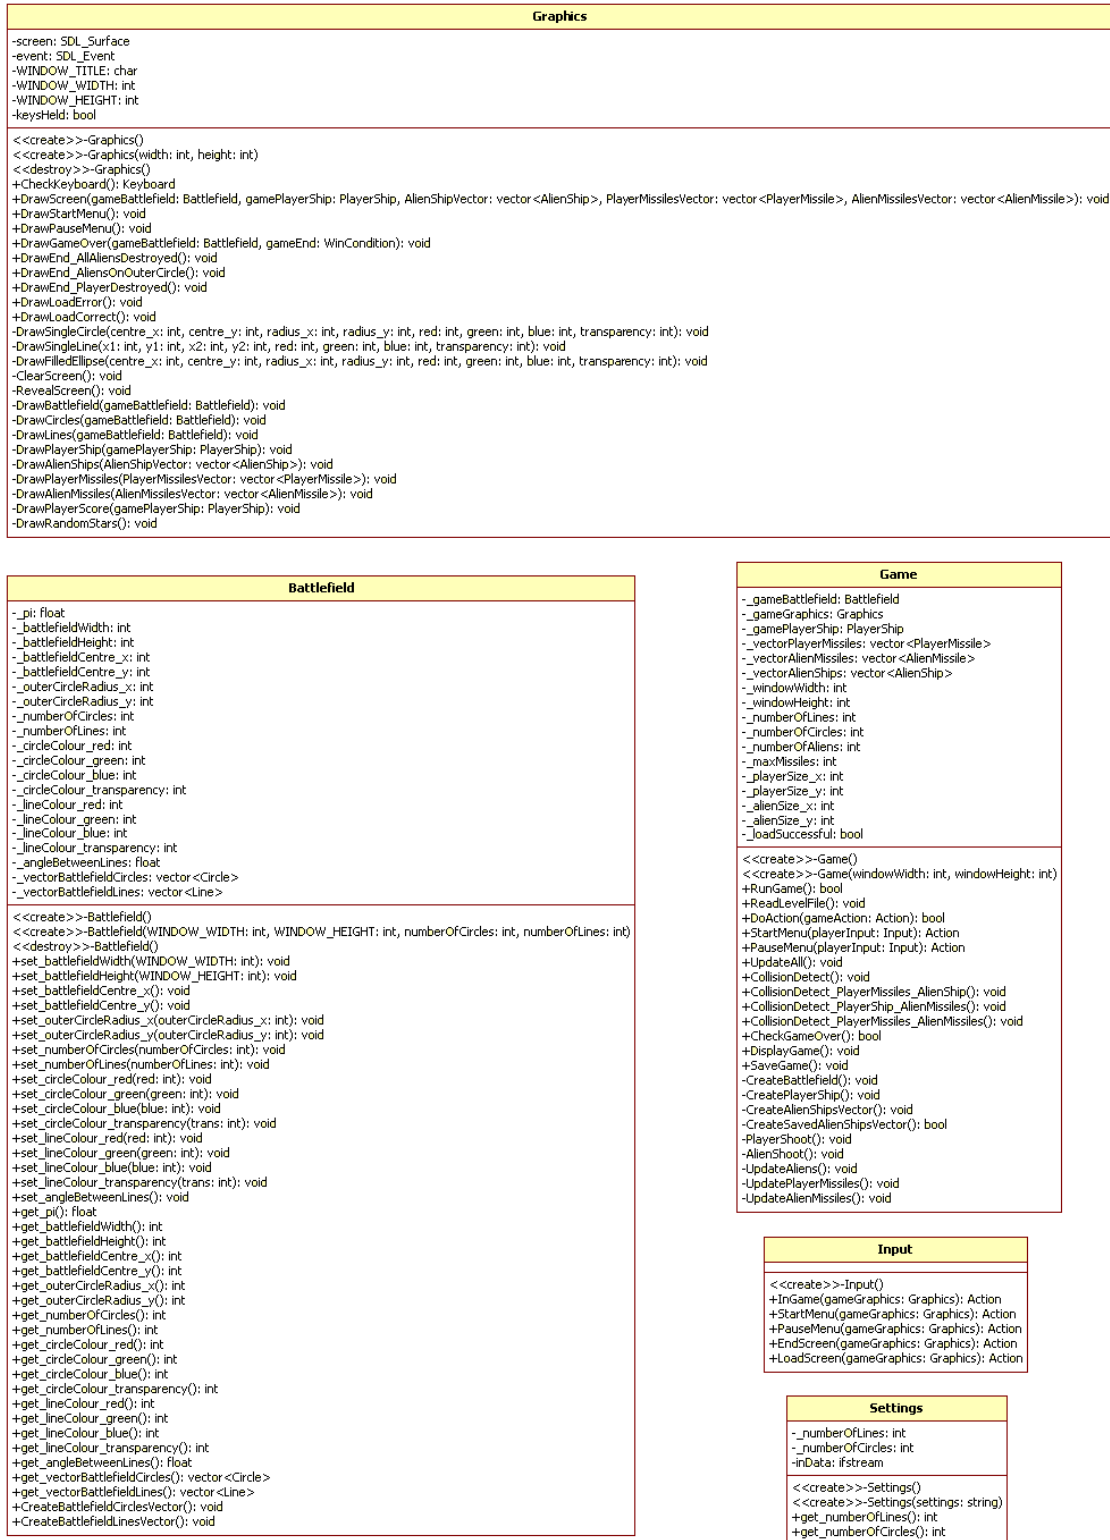 Graphics
-screen: SDL_Surface
-event: SDL_Event
-WINDOW_TITLE: char
-WINDOW_WIDTH: int
-WINDOW_HEIGHT: int
-keysHeld: bool
<<create>>-Graphics()
<<create>>-Graphics(width: int, height: int)
<<destroy>>-Graphics()
+CheckKeyboard(): Keyboard
+DrawScreen(gameBattlefield: Battlefield, gamePlayerShip: PlayerShip, AlienShipVector: vector<AlienShip>, PlayerMissilesVector: vector<PlayerMissile>, AlienMissilesVector: vector<AlienMissile>): void
+DrawStartMenu(): void
+DrawPauseMenu(): void
+DrawGameOver(gameBattlefield: Battlefield, gameEnd: WinCondition): void
+DrawEnd_AllAliensDestroyed(): void
+DrawEnd_AliensOnOuterCircle(): void
+DrawEnd_PlayerDestroyed(): void
+DrawLoadError(): void
+DrawLoadCorrect(): void
-DrawSingleCircle(centre_x: int, centre_y: int, radius_x: int, radius_y: int, red: int, green: int, blue: int, transparency: int): void
-DrawSingleLine(x1: int, y1: int, x2: int, y2: int, red: int, green: int, blue: int, transparency: int): void
-DrawFilledEllipse(centre_x: int, centre_y: int, radius_x: int, radius_y: int, red: int, green: int, blue: int, transparency: int): void
-ClearScreen(): void
-RevealScreen(): void
-DrawBattlefield(gameBattlefield: Battlefield): void
-DrawCircles(gameBattlefield: Battlefield): void
-DrawLines(gameBattlefield: Battlefield): void
-DrawPlayerShip(gamePlayerShip: PlayerShip): void
-DrawAlienShips(AlienShipVector: vector<AlienShip>): void
-DrawPlayerMissiles(PlayerMissilesVector: vector<PlayerMissile>): void
-DrawAlienMissiles(AlienMissilesVector: vector<AlienMissile>): void
-DrawPlayerScore(gamePlayerShip: PlayerShip): void
-DrawRandomStars(): void
Battlefield
-_pi: float
-_battlefieldWidth: int
-_battlefieldHeight: int
-_battlefieldCentre_x: int
-_battlefieldCentre_y: int
-_outerCircleRadius_x: int
-_outerCircleRadius_y: int
-_numberOfCircles: int
-_numberOfLines: int
-_circleColour_red: int
-_circleColour_green: int
-_circleColour_blue: int
-_circleColour_transparency: int
-_lineColour_red: int
-_lineColour_green: int
-_lineColour_blue: int
-_lineColour_transparency: int
-_angleBetweenLines: float
-_vectorBattlefieldCircles: vector<Circle>
-_vectorBattlefieldLines: vector<Line>
<<create>>-Battlefield()
<<create>>-Battlefield(WINDOW_WIDTH: int, WINDOW_HEIGHT: int, numberOfCircles: int, numberOfLines: int)
<<destroy>>-Battlefield()
+set_battlefieldWidth(WINDOW_WIDTH: int): void
+set_battlefieldHeight(WINDOW_HEIGHT: int): void
+set_battlefieldCentre_x(): void
+set_battlefieldCentre_y(): void
+set_outerCircleRadius_x(outerCircleRadius_x: int): void
+set_outerCircleRadius_y(outerCircleRadius_y: int): void
+set_numberOfCircles(numberOfCircles: int): void
+set_numberOfLines(numberOfLines: int): void
+set_circleColour_red(red: int): void
+set_circleColour_green(green: int): void
+set_circleColour_blue(blue: int): void
+set_circleColour_transparency(trans: int): void
+set_lineColour_red(red: int): void
+set_lineColour_green(green: int): void
+set_lineColour_blue(blue: int): void
+set_lineColour_transparency(trans: int): void
+set_angleBetweenLines(): void
+get_pi(): float
+get_battlefieldWidth(): int
+get_battlefieldHeight(): int
+get_battlefieldCentre_x(): int
+get_battlefieldCentre_y(): int
+get_outerCircleRadius_x(): int
+get_outerCircleRadius_y(): int
+get_numberOfCircles(): int
+get_numberOfLines(): int
+get_circleColour_red(): int
+get_circleColour_green(): int
+get_circleColour_blue(): int
+get_circleColour_transparency(): int
+get_lineColour_red(): int
+get_lineColour_green(): int
+get_lineColour_blue(): int
+get_lineColour_transparency(): int
+get_angleBetweenLines(): float
+get_vectorBattlefieldCircles(): vector<Circle>
+get_vectorBattlefieldLines(): vector<Line>
+CreateBattlefieldCirclesVector(): void
+CreateBattlefieldLinesVector(): void
Game
-_gameBattlefield: Battlefield
-_gameGraphics: Graphics
-_gamePlayerShip: PlayerShip
-_vectorPlayerMissiles: vector<PlayerMissile>
-_vectorAlienMissiles: vector<AlienMissile>
-_vectorAlienShips: vector<AlienShip>
-_windowWidth: int
-_windowHeight: int
-_numberOfLines: int
-_numberOfCircles: int
-_numberOfAliens: int
-_maxMissiles: int
-_playerSize_x: int
-_playerSize_y: int
-_alienSize_x: int
-_alienSize_y: int
-_loadSuccessful: bool
<<create>>-Game()
<<create>>-Game(windowWidth: int, windowHeight: int)
+RunGame(): bool
+ReadLevelFile(): void
+DoAction(gameAction: Action): bool
+StartMenu(playerInput: Input): Action
+PauseMenu(playerInput: Input): Action
+UpdateAll(): void
+CollisionDetect(): void
+CollisionDetect_PlayerMissiles_AlienShip(): void
+CollisionDetect_PlayerShip_AlienMissiles(): void
+CollisionDetect_PlayerMissiles_AlienMissiles(): void
+CheckGameOver(): bool
+DisplayGame(): void
+SaveGame(): void
-CreateBattlefield(): void
-CreatePlayerShip(): void
-CreateAlienShipsVector(): void
-CreateSavedAlienShipsVector(): bool
-PlayerShoot(): void
-AlienShoot(): void
-UpdateAliens(): void
-UpdatePlayerMissiles(): void
-UpdateAlienMissiles(): void
Input
<<create>>-Input()
+InGame(gameGraphics: Graphics): Action
+StartMenu(gameGraphics: Graphics): Action
+PauseMenu(gameGraphics: Graphics): Action
+EndScreen(gameGraphics: Graphics): Action
+LoadScreen(gameGraphics: Graphics): Action
Settings
-_numberOfLines: int
-_numberOfCircles: int
-inData: ifstream
<<create>>-Settings()
<<create>>-Settings(settings: string)
+get_numberOfLines(): int
+get_numberOfCircles(): int